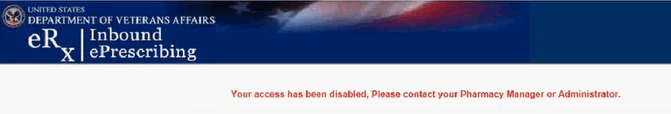 UNITED STATES
DEPARTMENT OF VETERANS AFFAIRS
eRx Inbound
ePrescribing
Your access has been disabled, Please contact your Pharmacy Manager or Administrator.